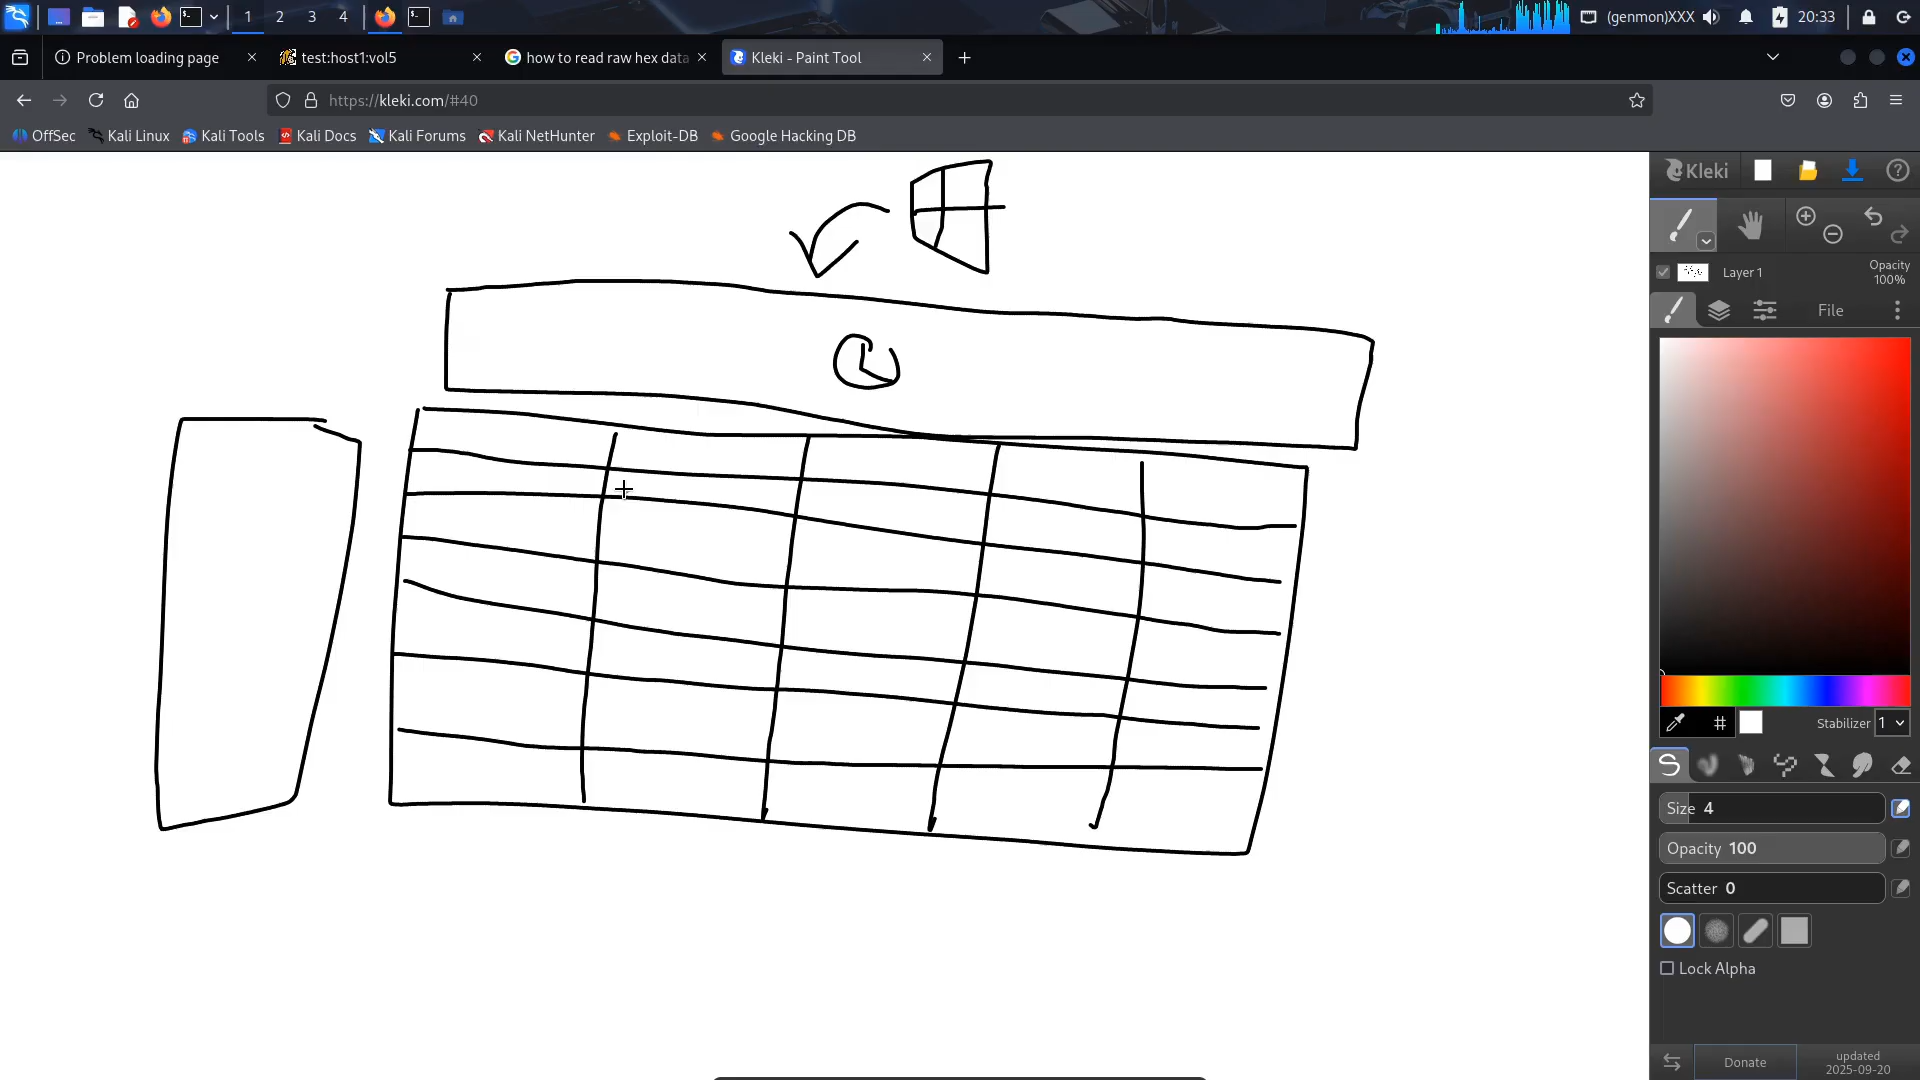 1 2 3 4 (genmon)XXX 20:33
Problem loading page test:host1:vol5 how to read raw hex data Kleki - Paint Tool
https://kleki.com/#40
OffSec Kali Linux Kali Tools Kali Docs Kali Forums Kali NetHunter Exploit-DB Google Hacking DB
Kleki
Layer 1 Opacity
100%
File
# Stabilizer 1
Size 4
Opacity 100
Scatter 0
Lock Alpha
Donate updated
2025-09-20